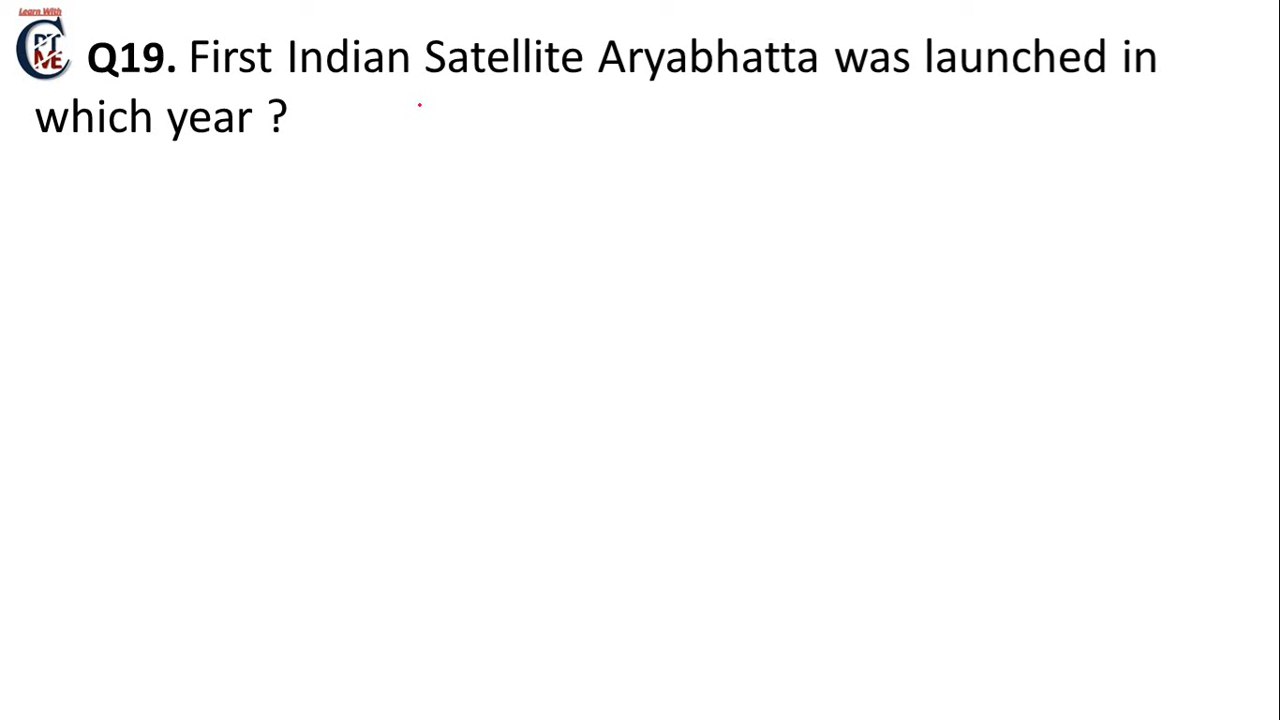 Learn With
Q19. First Indian Satellite Aryabhatta was launched in
which year ?